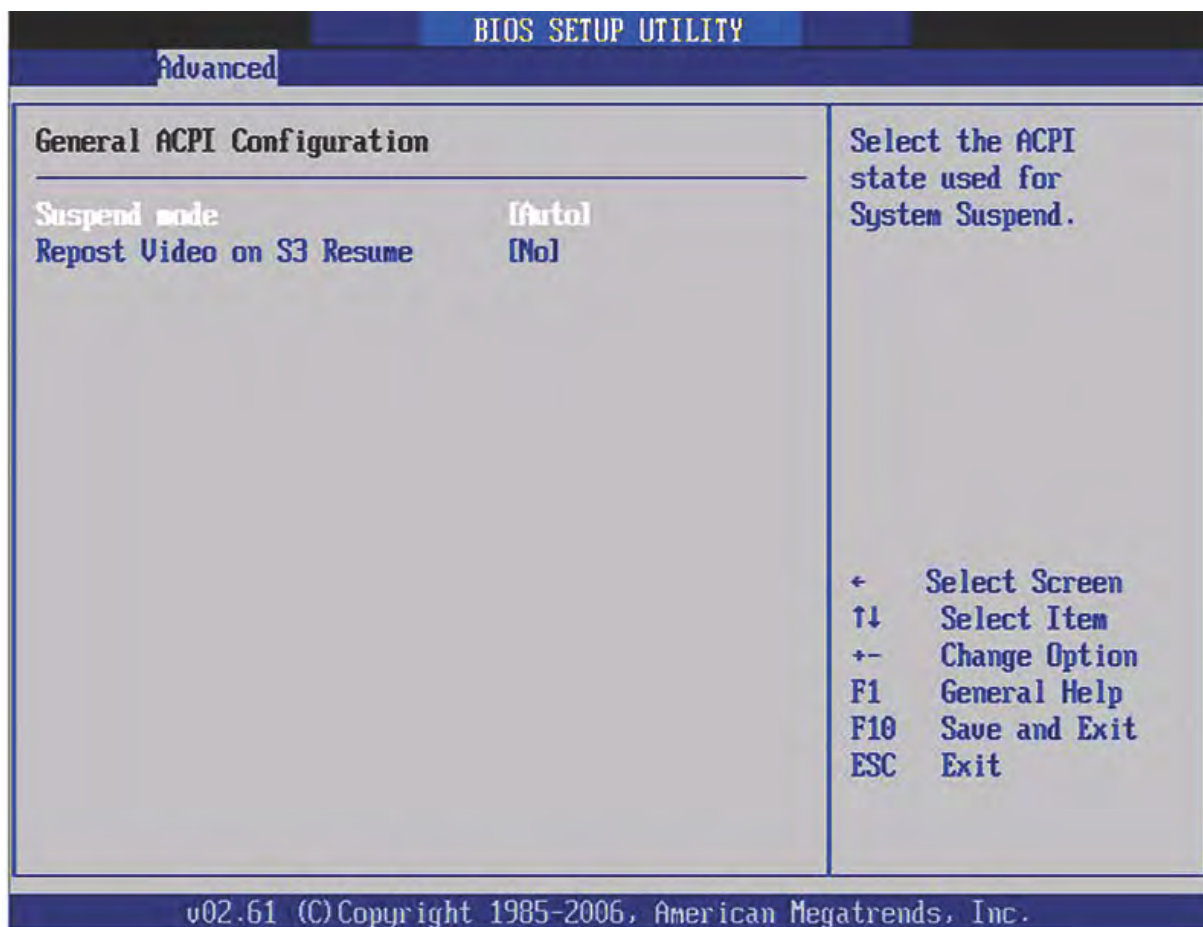 BIOS SETUP UTILITY
Advanced
General ACPI Configuration
Suspend mode [Auto]
Repost Video on S3 Resume [No]
Select the ACPI
state used for
System Suspend.
← Select Screen
↑↓ Select Item
+- Change Option
F1 General Help
F10 Save and Exit
ESC Exit
v02.61 (C)Copyright 1985-2006, American Megatrends, Inc.